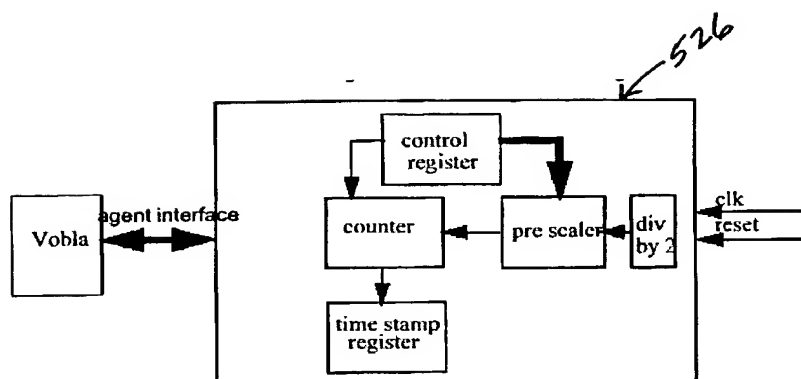 526
control
register
clk
agent interface
reset
Vobla
counter
pre scaler
div
by 2
time stamp
register